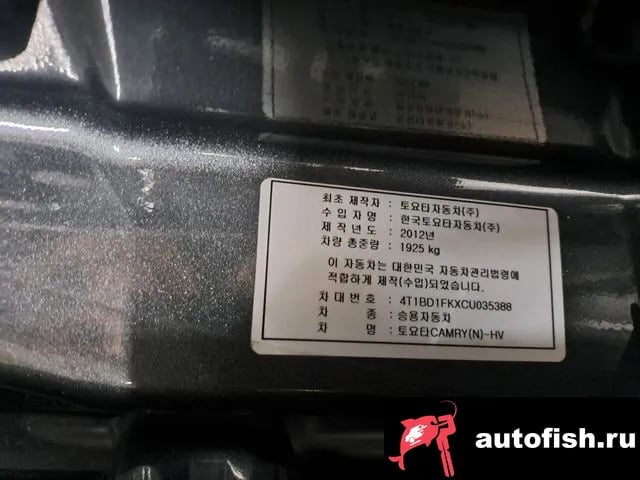 최초 제작자 : 토요타자동차(주)
수 입 자 명 : 한국토요타자동차(주)
제 작 년 도 : 2012년
차량 총중량 : 1925 kg
이 자동차는 대한민국 자동차관리법령에
적합하게 제작(수입)되었습니다.
차 대 번 호 : 4T1BD1FKXCU035388
차 종 : 승용자동차
차 명 : 토요타CAMRY(N)-HV
autofish.ru